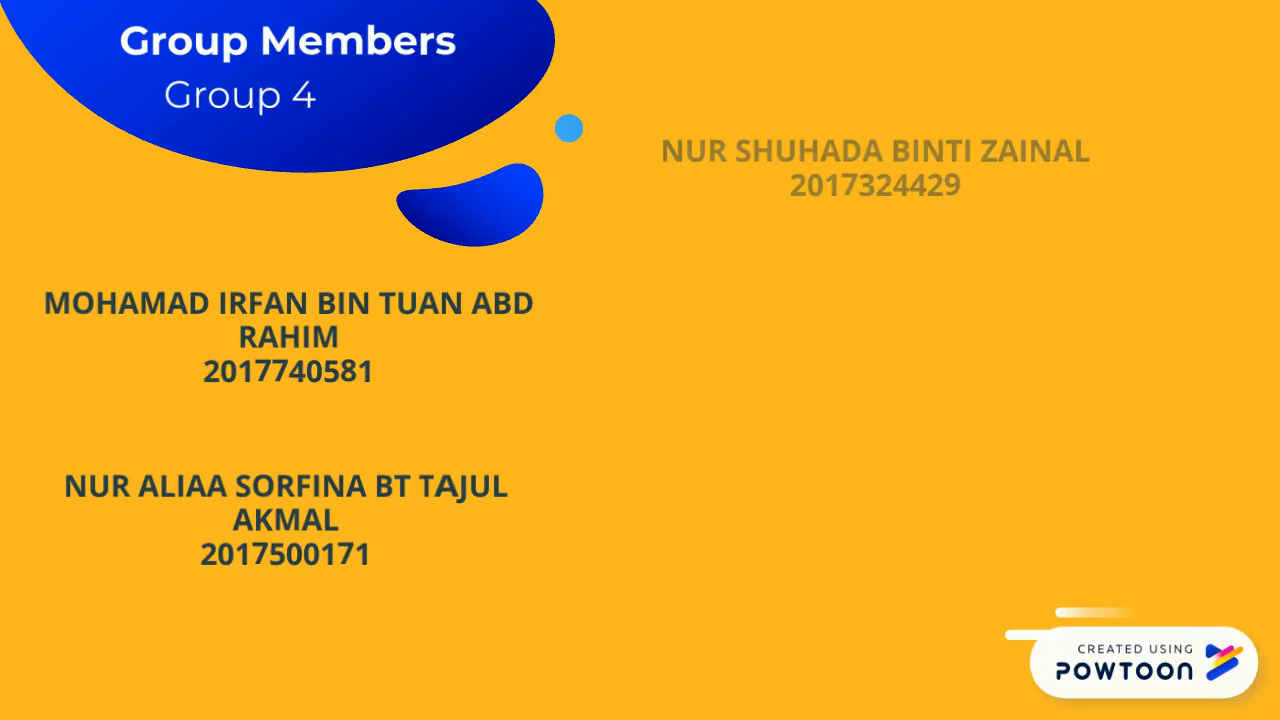 Group Members
Group 4
MOHAMAD IRFAN BIN TUAN ABD
RAHIM
2017740581
NUR ALIAA SORFINA BT TAJUL
AKMAL
2017500171
NUR SHUHADA BINTI ZAINAL
2017324429
CREATED USING
POWTOON